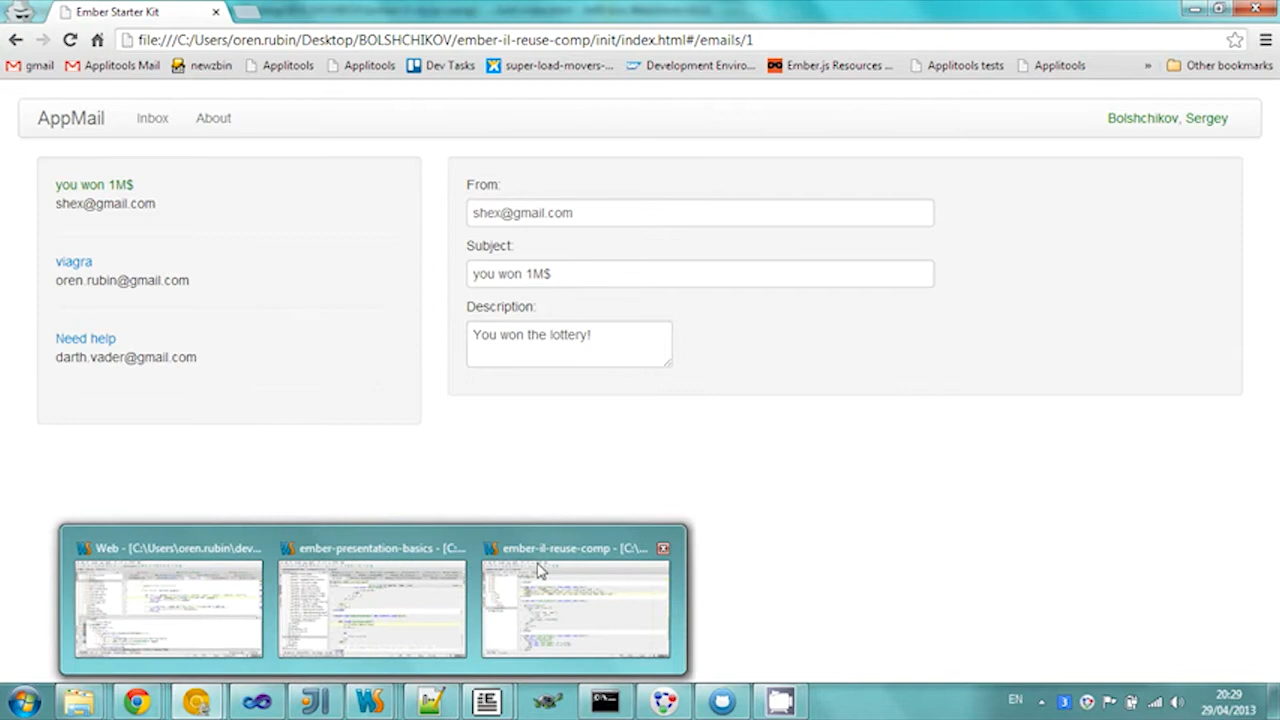 Ember Starter Kit
file:///C:/Users/oren.rubin/Desktop/BOLSHCHIKOV/ember-il-reuse-comp/init/index.html#/emails/1
gmail Applitools Mail newzbin Applitools Applitools Dev Tasks super-load-movers-... Development Enviro... Ember.js Resources ... Applitools tests Applitools » Other bookmarks
AppMail Inbox About Bolshchikov, Sergey
you won 1M$
shex@gmail.com
viagra
oren.rubin@gmail.com
Need help
darth.vader@gmail.com
From:
shex@gmail.com
Subject:
you won 1M$
Description:
You won the lottery!
Web - [C:\Users\oren.rubin\dev... ember-presentation-basics - [C:... ember-il-reuse-comp - [C:\...
EN 20:29
29/04/2013